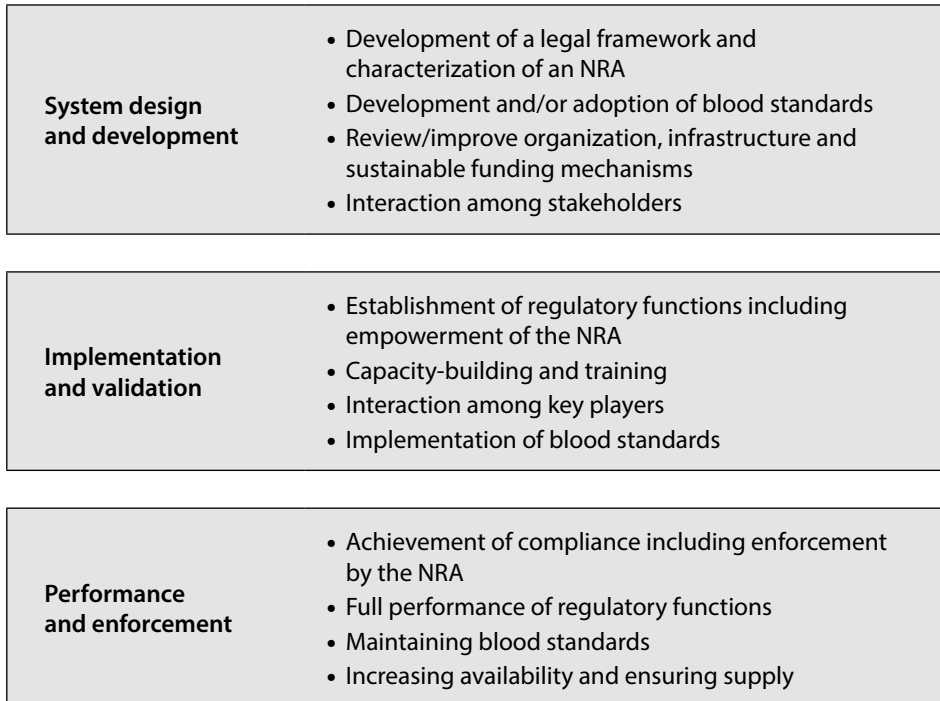 System design
and development
• Development of a legal framework and
characterization of an NRA
• Development and/or adoption of blood standards
• Review/improve organization, infrastructure and
sustainable funding mechanisms
• Interaction among stakeholders
Implementation
and validation
• Establishment of regulatory functions including
empowerment of the NRA
• Capacity-building and training
• Interaction among key players
• Implementation of blood standards
Performance
and enforcement
• Achievement of compliance including enforcement
by the NRA
• Full performance of regulatory functions
• Maintaining blood standards
• Increasing availability and ensuring supply